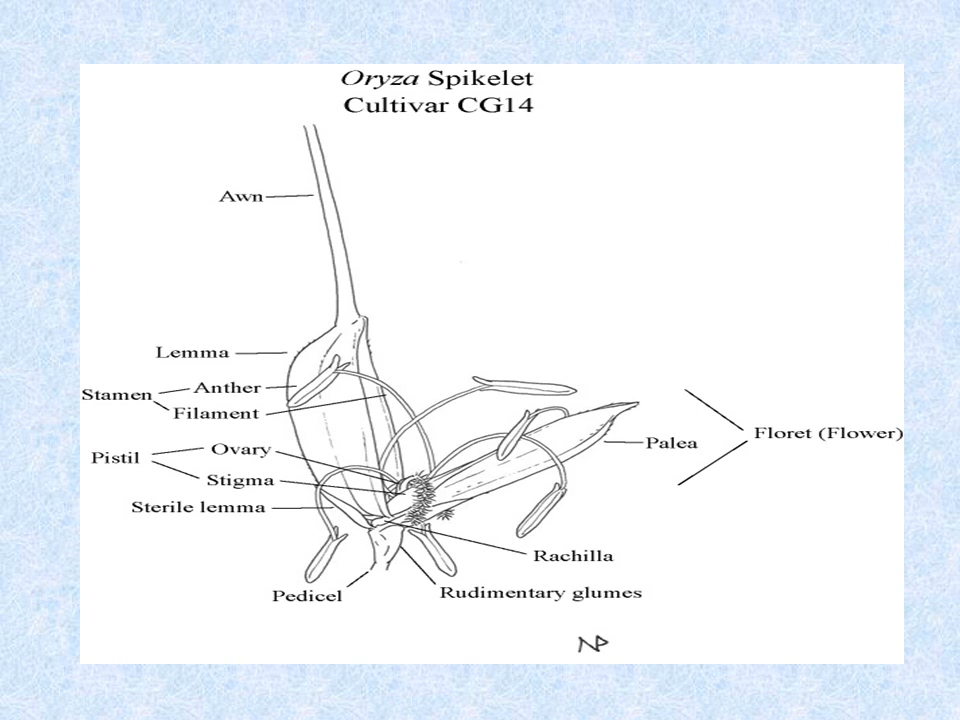 Oryza Spikelet
Cultivar CG14
Awn
Lemma
Stamen
Anther
Filament
Pistil
Ovary
Stigma
Sterile lemma
Pedicel
Rudimentary glumes
Rachilla
Palea
Floret (Flower)
NP